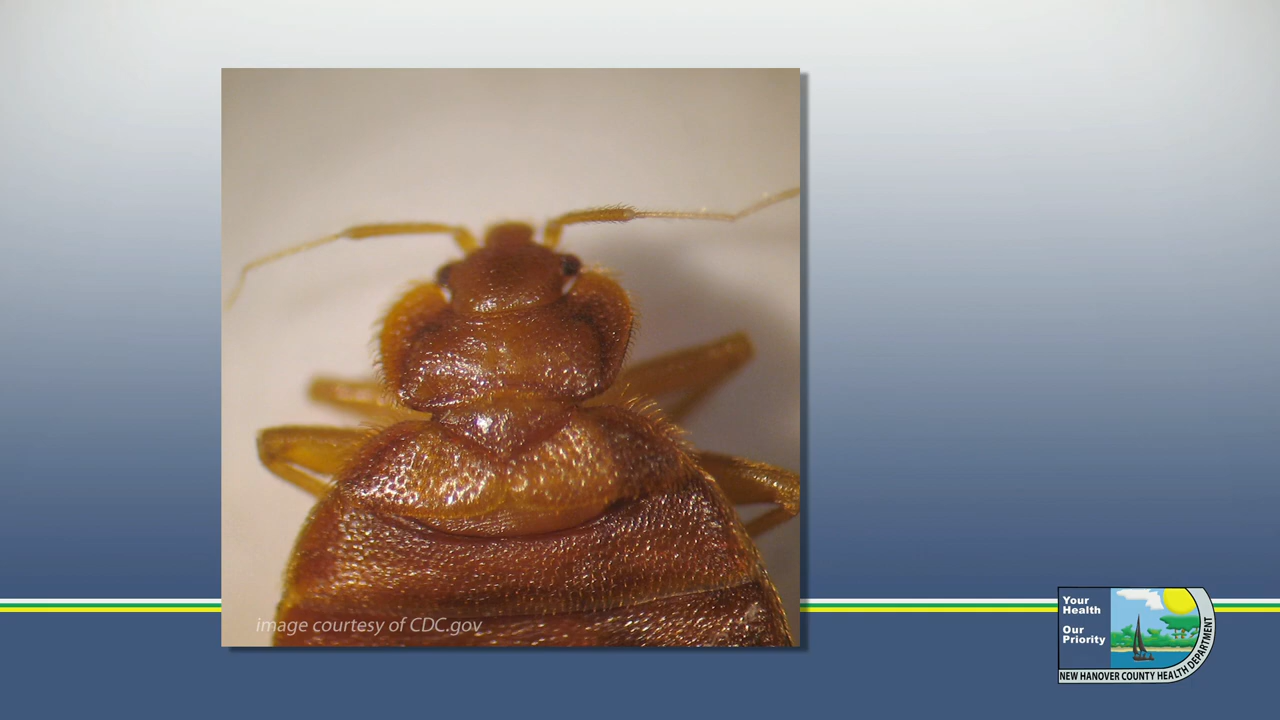 image courtesy of CDC.gov
Your
Health
Our
Priority
NEW HANOVER COUNTY HEALTH DEPARTMENT